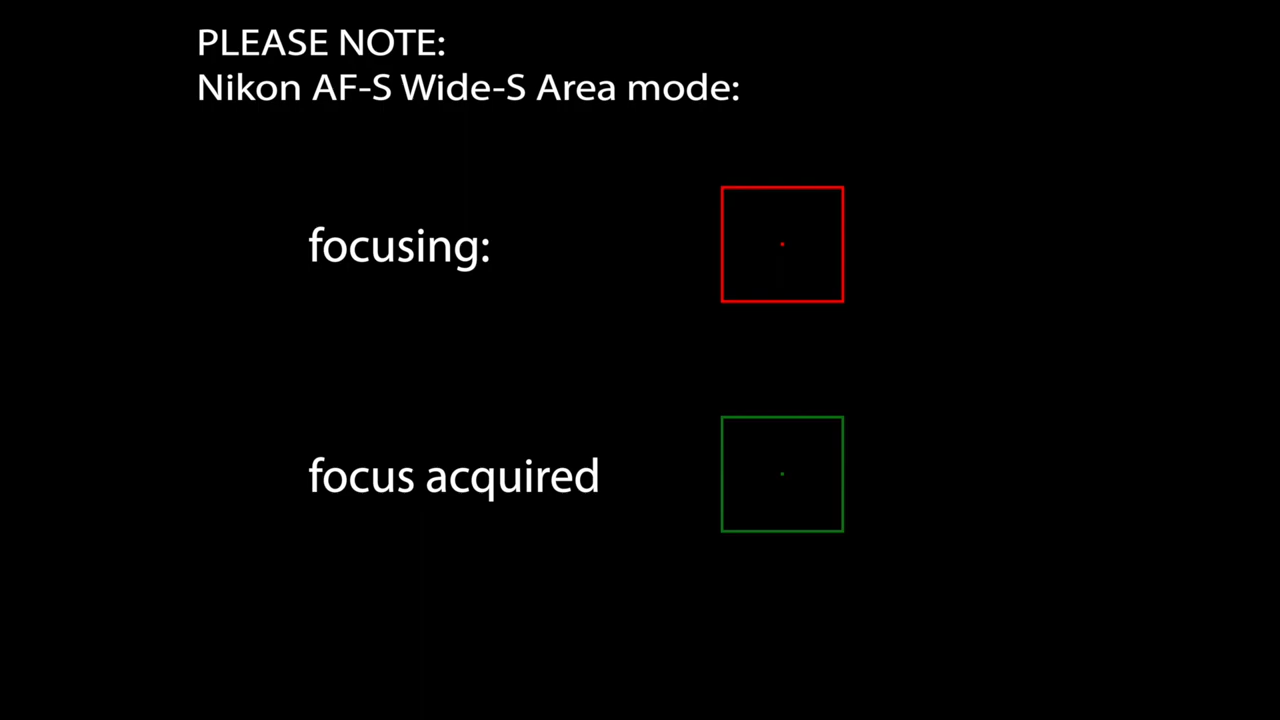 PLEASE NOTE:
Nikon AF-S Wide-S Area mode:
focusing:
focus acquired